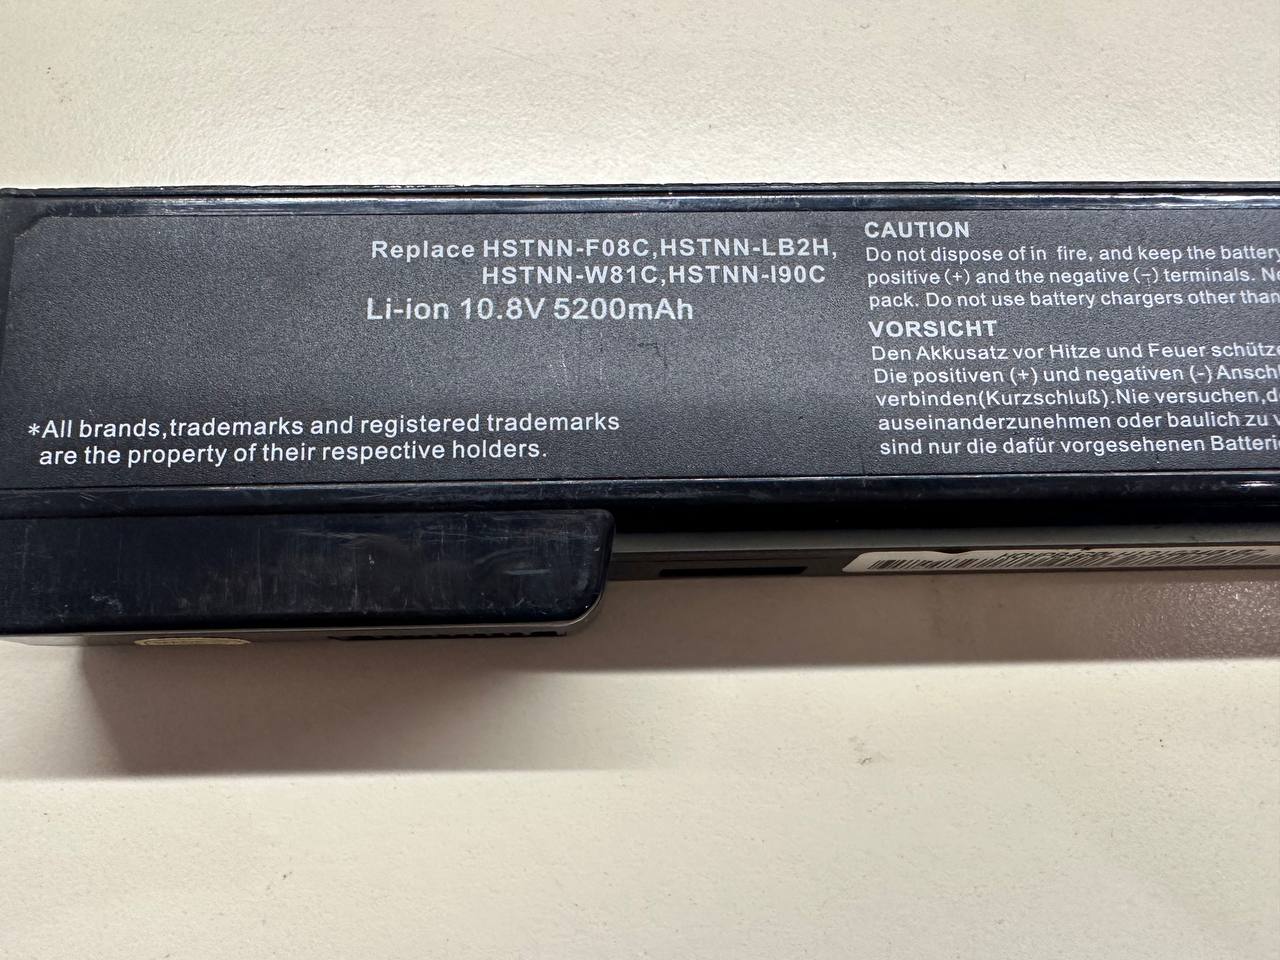 Replace HSTNN-F08C,HSTNN-LB2H,
HSTNN-W81C,HSTNN-I90C
Li-ion 10.8V 5200mAh
*All brands,trademarks and registered trademarks
are the property of their respective holders.
CAUTION
Do not dispose of in fire, and keep the battery
positive (+) and the negative (-) terminals.
pack. Do not use battery chargers other than
VORSICHT
Den Akkusatz vor Hitze und Feuer
Die positiven (+) und negativen (-)
verbinden(Kurzschluß).Nie versuchen,
auseinanderzunehmen oder baulich zu
sind nur die dafür vorgesehenen